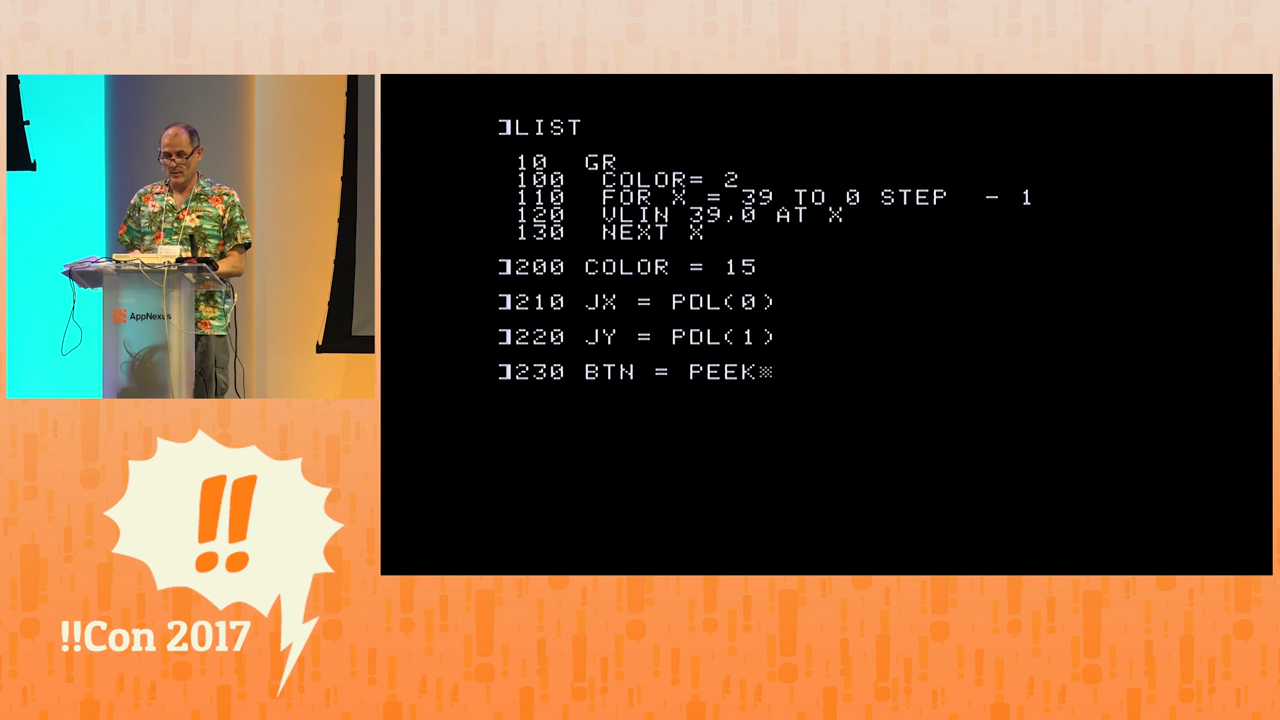 ]LIST
10 GR
100 COLOR= 2
110 FOR X = 39 TO 0 STEP - 1
120 VLIN 39,0 AT X
130 NEXT X
]200 COLOR = 15
]210 JX = PDL(0)
]220 JY = PDL(1)
]230 BTN = PEEK
AppNexus
!!
!!Con 2017